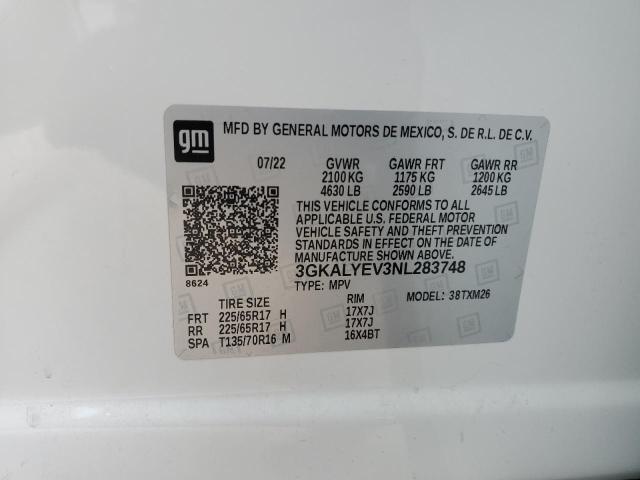 gm
MFD BY GENERAL MOTORS DE MEXICO, S. DE R.L. DE C.V.
07/22 GVWR GAWR FRT GAWR RR
2100 KG 1175 KG 1200 KG
4630 LB 2590 LB 2645 LB
THIS VEHICLE CONFORMS TO ALL
APPLICABLE U.S. FEDERAL MOTOR
VEHICLE SAFETY AND THEFT PREVENTION
STANDARDS IN EFFECT ON THE DATE OF
MANUFACTURE SHOWN ABOVE.
3GKALYEV3NL283748
8624
TYPE: MPV MODEL: 38TXM26
TIRE SIZE RIM
FRT 225/65R17 H 17X7J
RR 225/65R17 H 17X7J
SPA T135/70R16 M 16X4BT